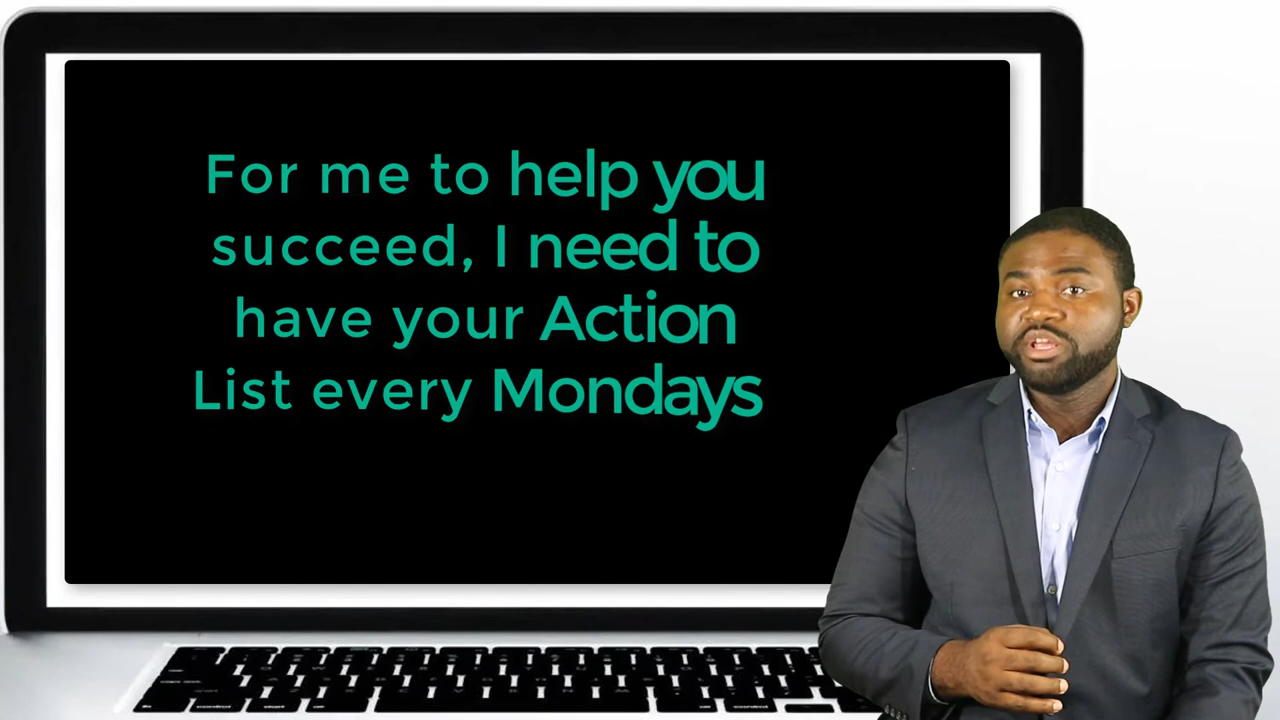 For me to help you
succeed, I need to
have your Action
List every Mondays